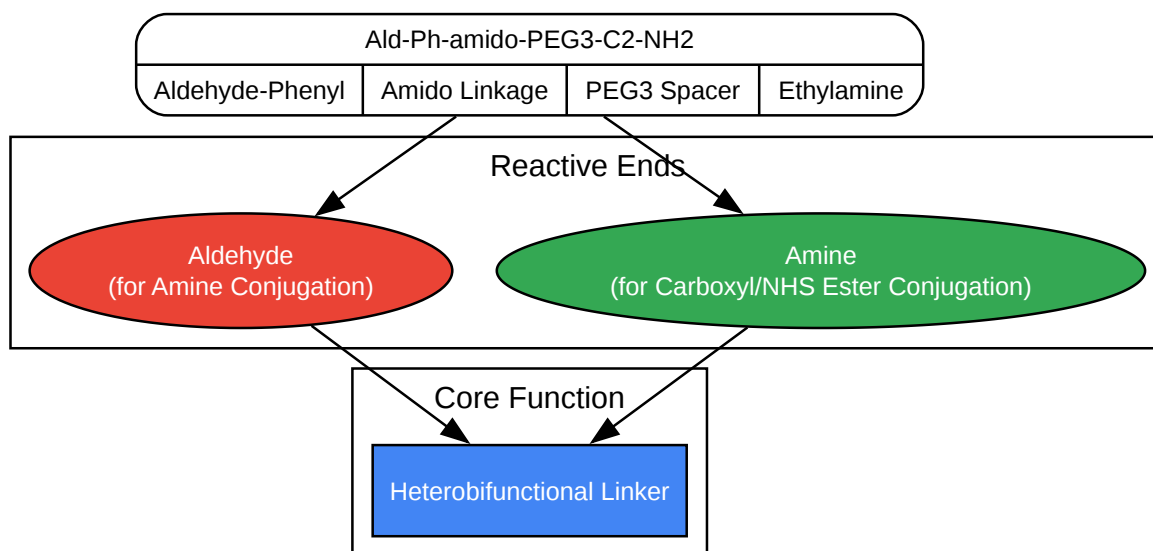 Ald-Ph-amido-PEG3-C2-NH2
Aldehyde-Phenyl
Amido Linkage
PEG3 Spacer
Ethylamine
Reactive Ends
Aldehyde
(for Amine Conjugation)
Amine
(for Carboxyl/NHS Ester Conjugation)
Core Function
Heterobifunctional Linker